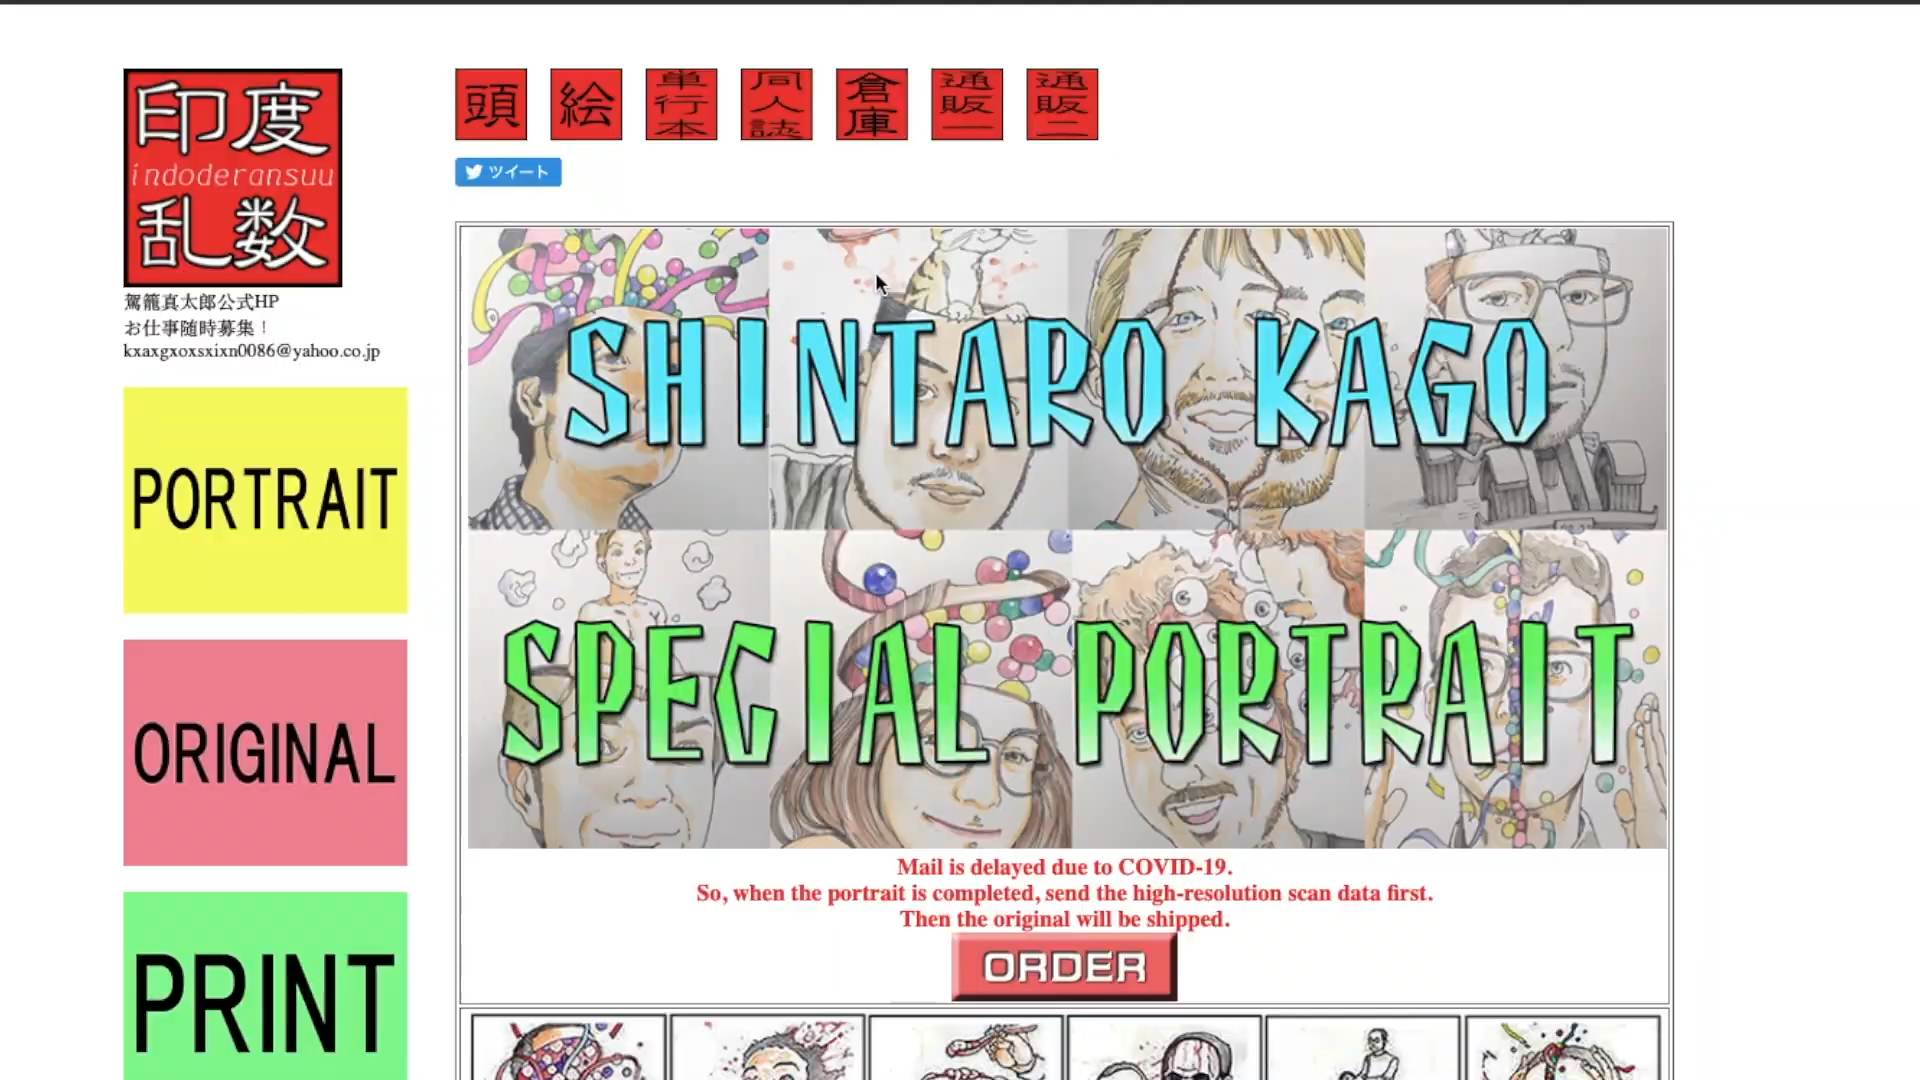 印度
indoderansuu
乱数
駕籠真太郎公式HP
お仕事随時募集！
kxaxgxoxsxixn0086@yahoo.co.jp
PORTRAIT
ORIGINAL
PRINT
頭
絵
単行本
同人誌
倉庫
通販一
通販二
ツイート
SHINTARO KAGO
SPECIAL PORTRAIT
Mail is delayed due to COVID-19.
So, when the portrait is completed, send the high-resolution scan data first.
Then the original will be shipped.
ORDER